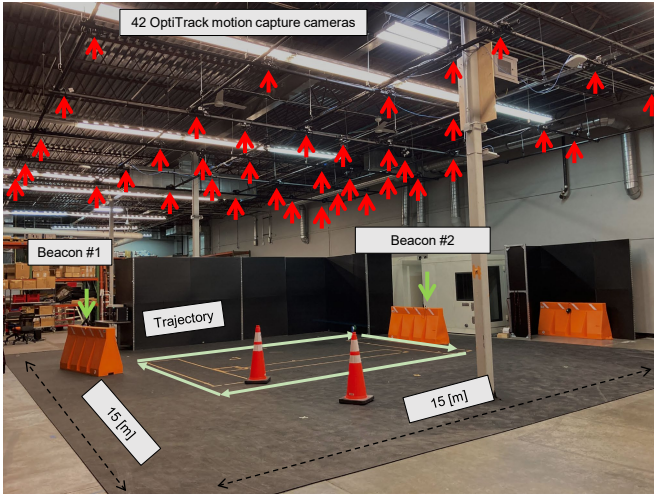 42 OptiTrack motion capture cameras
Beacon #1
Beacon #2
Trajectory
15 [m]
15 [m]